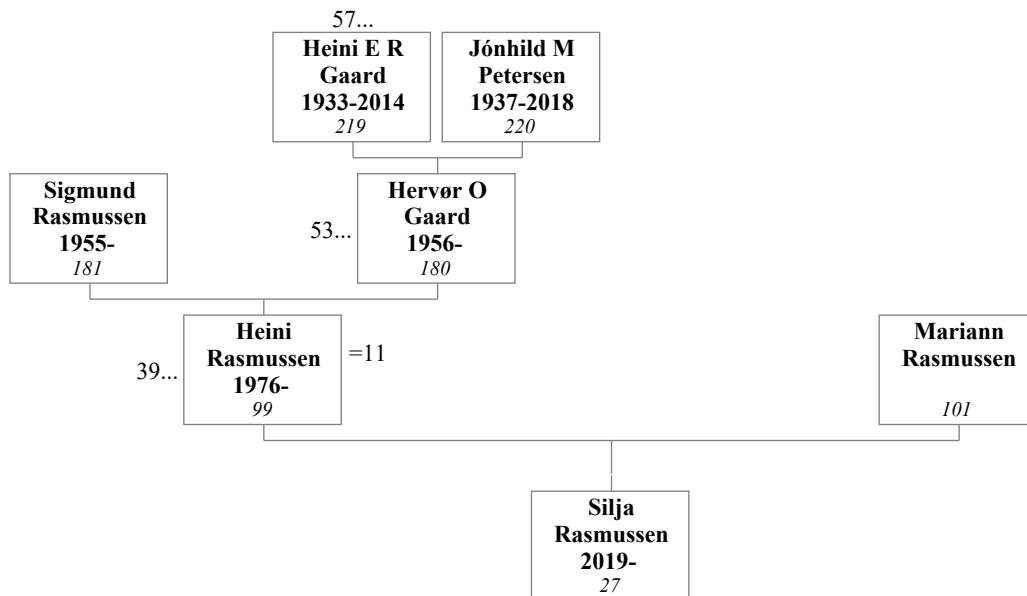 57...
Heini E R
Gaard
1933-2014
219
Jónhild M
Petersen
1937-2018
220
Sigmund
Rasmussen
1955-
181
53...
Hervør O
Gaard
1956-
180
39...
Heini
Rasmussen
1976-
99
=11
Mariann
Rasmussen
101
Silja
Rasmussen
2019-
27